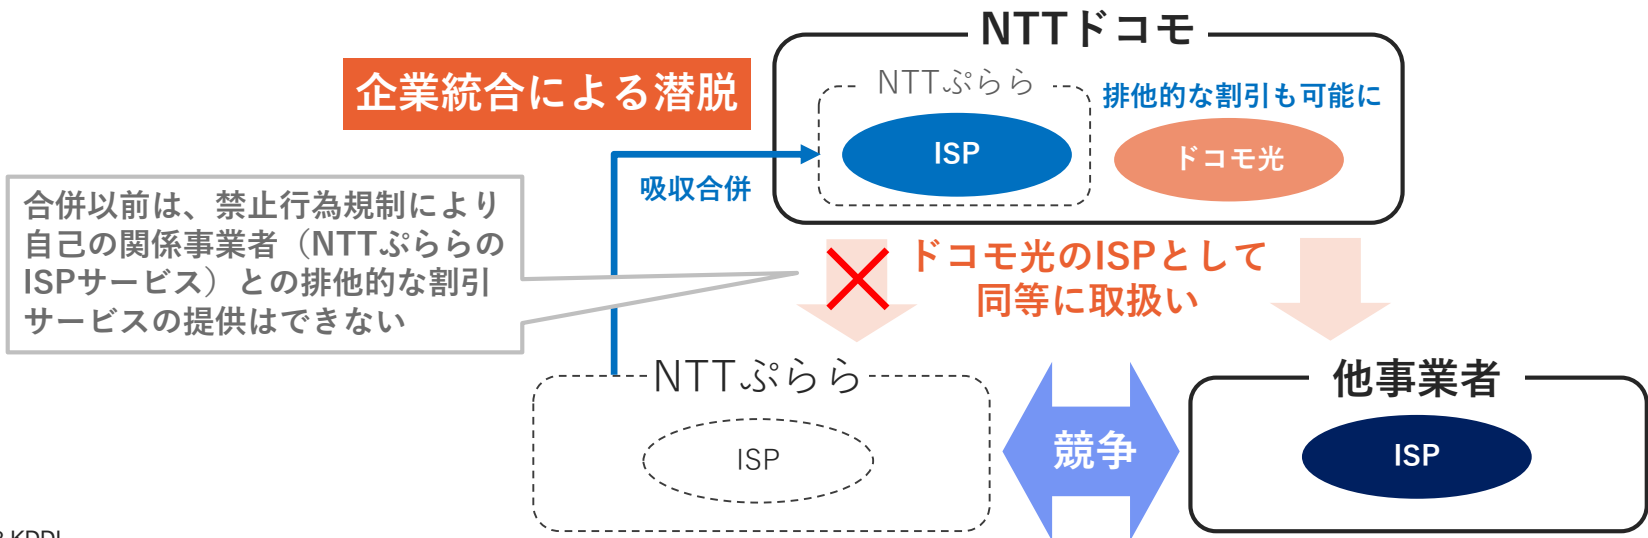 NTTドコモ
企業統合による潜脱
NTTぷらら
排他的な割引も可能に
ISP
ドコモ光
吸収合併
合併以前は、禁止行為規制により
自己の関係事業者（NTTぷららの
ISPサービス）との排他的な割引
サービスの提供はできない
ドコモ光のISPとして
同等に取扱い
NTTぷらら
他事業者
ISP
競争
ISP
KDDI